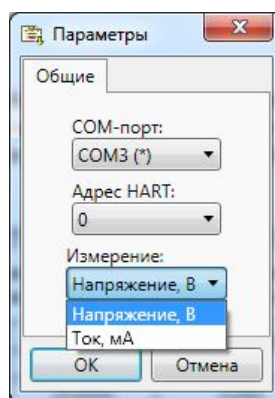 Параметры
Общие
COM-порт:
COM3 (*)
Адрес HART:
0
Измерение:
Напряжение, В
Напряжение, В
Ток, мА
OK Отмена